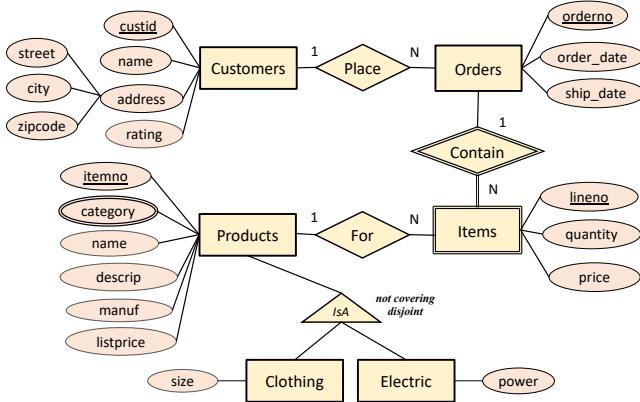 custid
orderno
street
name
1
N
Customers
Place
Orders
order_date
city
address
ship_date
zipcode
rating
1
Contain
itemno
N
lineno
category
Products
1
For
N
Items
name
quantity
descrip
price
manuf
IsA
not covering
disjoint
listprice
size
Clothing
Electric
power